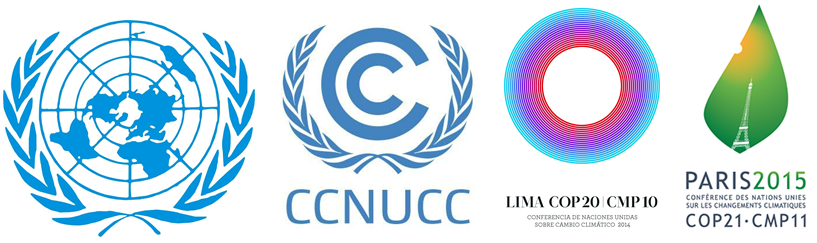 CCNUCC
LIMA COP20 | CMP10
CONFERENCIA DE NACIONES UNIDAS
SOBRE CAMBIO CLIMÁTICO 2014
PARIS2015
CONFÉRENCE DES NATIONS UNIES
SUR LES CHANGEMENTS CLIMATIQUES
COP21·CMP11